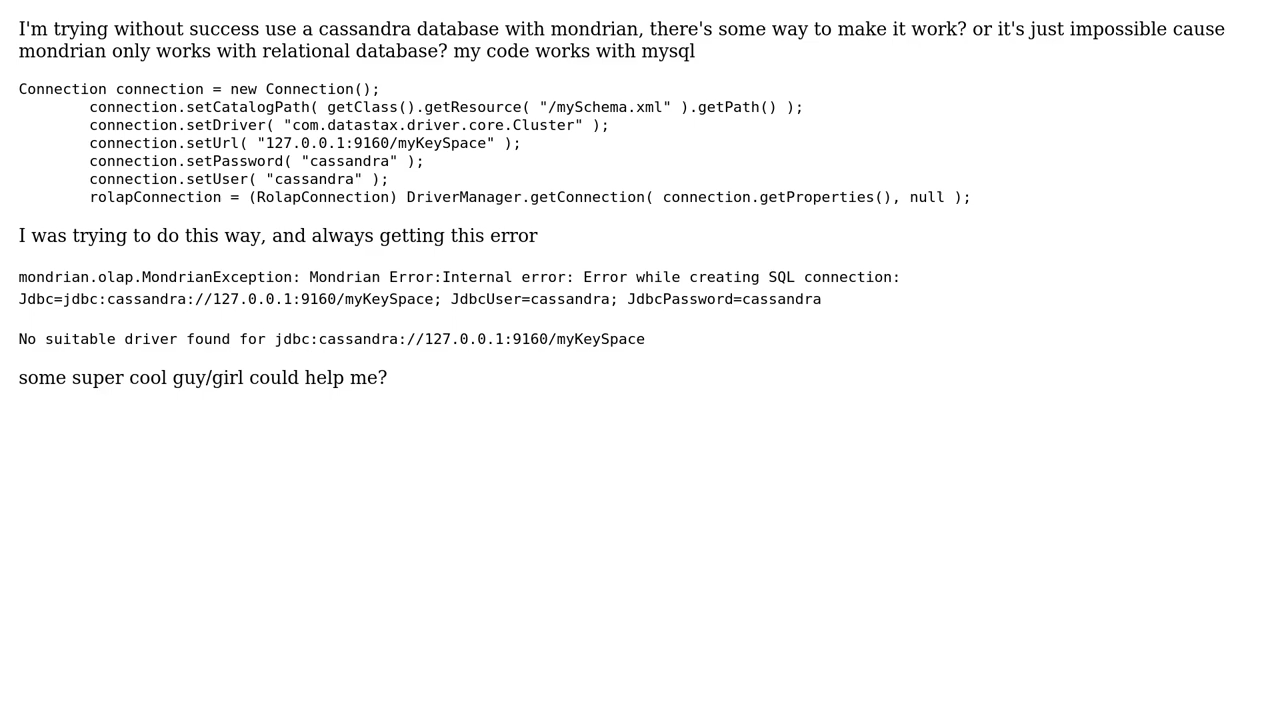 I'm trying without success use a cassandra database with mondrian, there's some way to make it work? or it's just impossible cause
mondrian only works with relational database? my code works with mysql
Connection connection = new Connection();
        connection.setCatalogPath( getClass().getResource( "/mySchema.xml" ).getPath() );
        connection.setDriver( "com.datastax.driver.core.Cluster" );
        connection.setUrl( "127.0.0.1:9160/myKeySpace" );
        connection.setPassword( "cassandra" );
        connection.setUser( "cassandra" );
        rolapConnection = (RolapConnection) DriverManager.getConnection( connection.getProperties(), null );
I was trying to do this way, and always getting this error
mondrian.olap.MondrianException: Mondrian Error:Internal error: Error while creating SQL connection:
Jdbc=jdbc:cassandra://127.0.0.1:9160/myKeySpace; JdbcUser=cassandra; JdbcPassword=cassandra
No suitable driver found for jdbc:cassandra://127.0.0.1:9160/myKeySpace
some super cool guy/girl could help me?